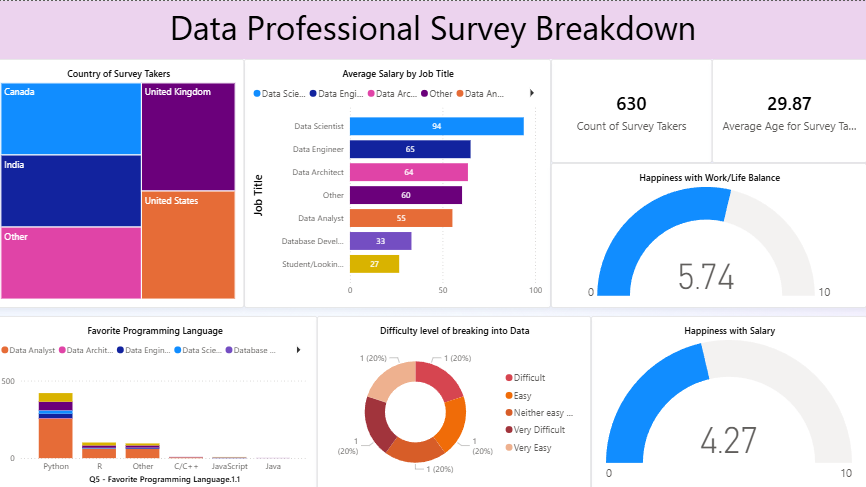 Data Professional Survey Breakdown
Country of Survey Takers
Canada
United Kingdom
India
United States
Other
Average Salary by Job Title
Data Scie... Data Engi... Data Arc... Other Data An...
Job Title
Data Scientist 94
Data Engineer 65
Data Architect 64
Other 60
Data Analyst 55
Database Devel... 33
Student/Lookin... 27
0 50 100
630
Count of Survey Takers
29.87
Average Age for Survey Ta...
Happiness with Work/Life Balance
5.74
0 10
Favorite Programming Language
Data Analyst Data Archit... Data Engin... Data Scie... Database ...
500
0
Python R Other C/C++ JavaScript Java
Q5 - Favorite Programming Language.1.1
Difficulty level of breaking into Data
1 (20%) 1 (20%)
1 (20%)
1 (20%)
1 (20%)
Difficult
Easy
Neither easy ...
Very Difficult
Very Easy
Happiness with Salary
4.27
0 10